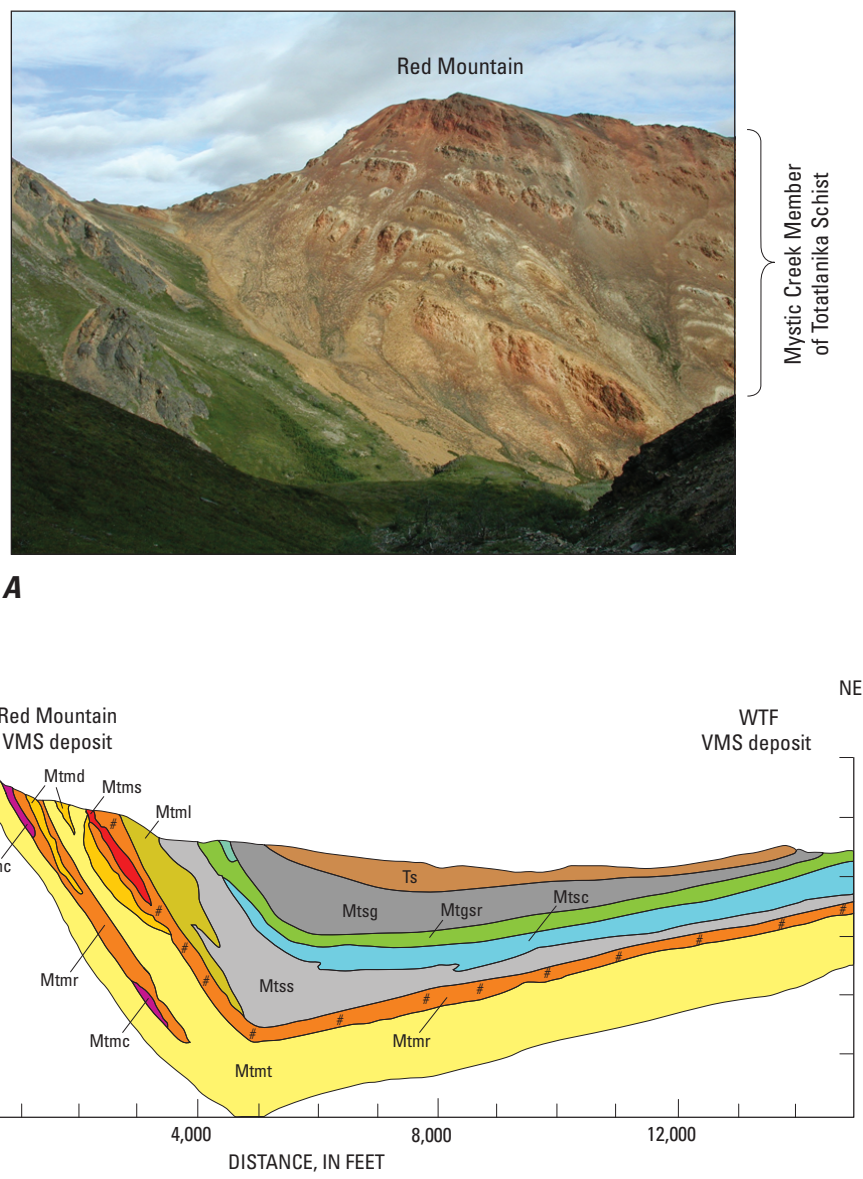 Red Mountain
Mystic Creek Member
of Totatlanika Schist
A
NE
Red Mountain
VMS deposit
WTF
VMS deposit
Mtmd
Mtms
Mtml
#
Ts
Mtsc
Mtsg
Mtgsr
#
#
#
#
#
#
Mtmr
#
Mtss
#
#
#
#
#
Mtmc
Mtmr
Mtmt
4,000
8,000
12,000
DISTANCE, IN FEET